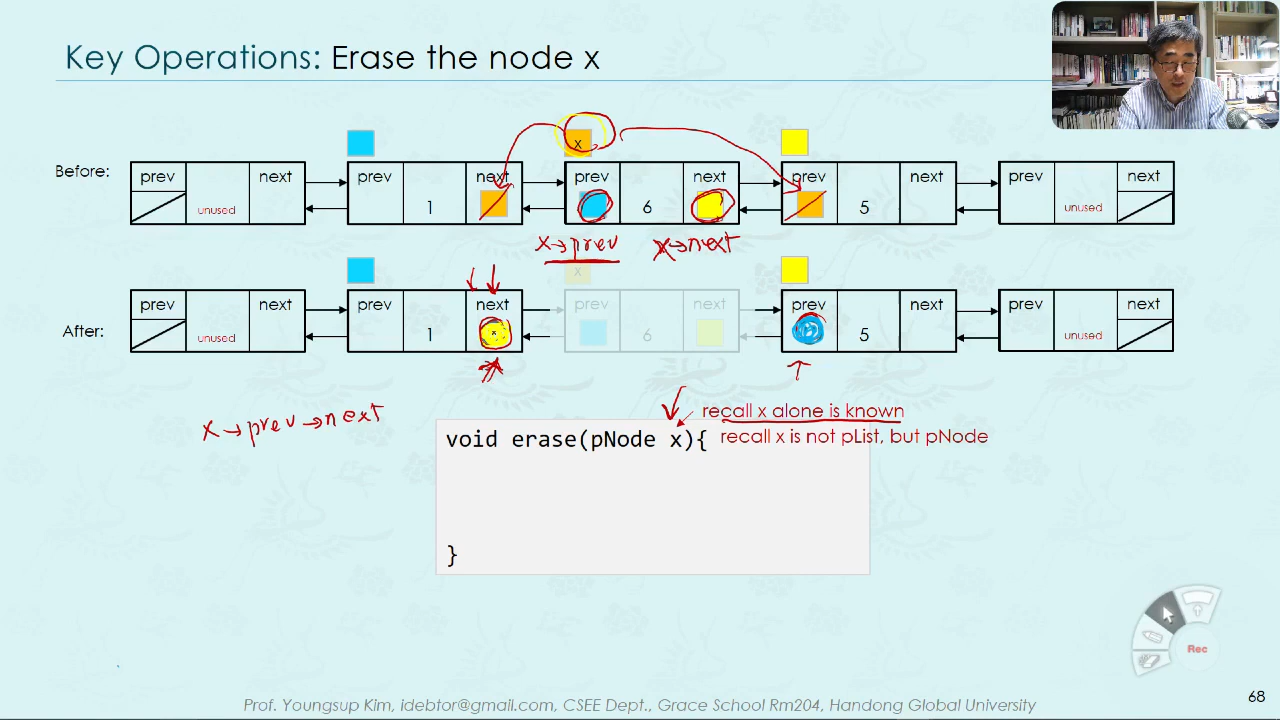 Key Operations: Erase the node x
x
Before:
prev next prev next prev next prev next prev next
unused 1 6 5 unused
x→prev x→next
x
prev next prev next prev next prev next prev next
After:
unused 1 6 5 unused
x→prev→next
recall x alone is known
void erase(pNode x){ recall x is not pList, but pNode
}
Rec
Prof. Youngsup Kim, idebtor@gmail.com, CSEE Dept., Grace School Rm204, Handong Global University
68